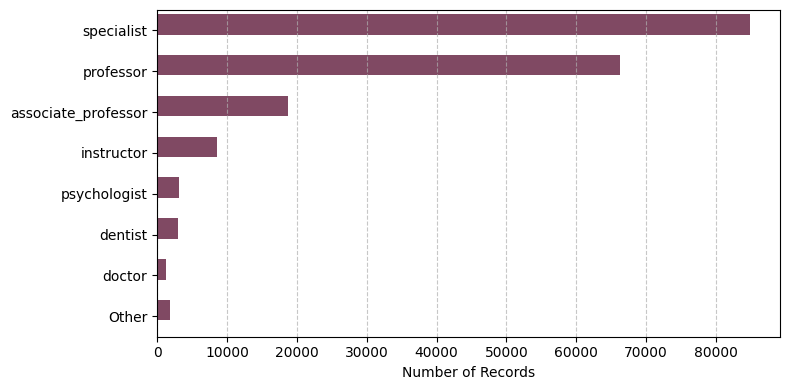 specialist
professor
associate_professor
instructor
psychologist
dentist
doctor
Other
0 10000 20000 30000 40000 50000 60000 70000 80000
Number of Records